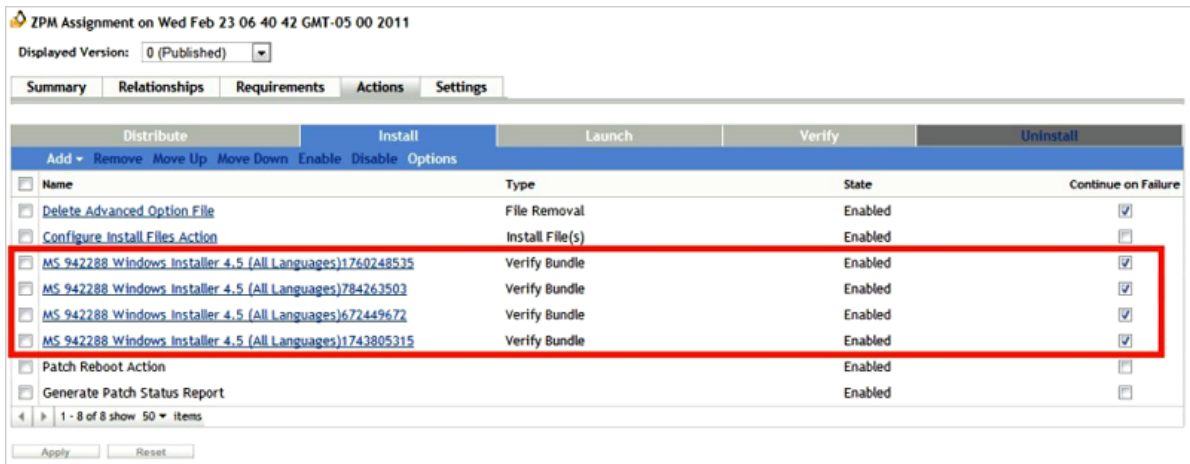 ZPM Assignment on Wed Feb 23 06 40 42 GMT-05 00 2011
Displayed Version: 0 (Published)
Summary Relationships Requirements Actions Settings
Distribute Install Launch Verify Uninstall
Add Remove Move Up Move Down Enable Disable Options
Name Type State Continue on Failure
Delete Advanced Option File File Removal Enabled
Configure Install Files Action Install File(s) Enabled
MS 942288 Windows Installer 4.5 (All Languages)1760248535 Verify Bundle Enabled
MS 942288 Windows Installer 4.5 (All Languages)784263503 Verify Bundle Enabled
MS 942288 Windows Installer 4.5 (All Languages)672449672 Verify Bundle Enabled
MS 942288 Windows Installer 4.5 (All Languages)1743805315 Verify Bundle Enabled
Patch Reboot Action Enabled
Generate Patch Status Report Enabled
1 - 8 of 8 show 50 items
Apply Reset